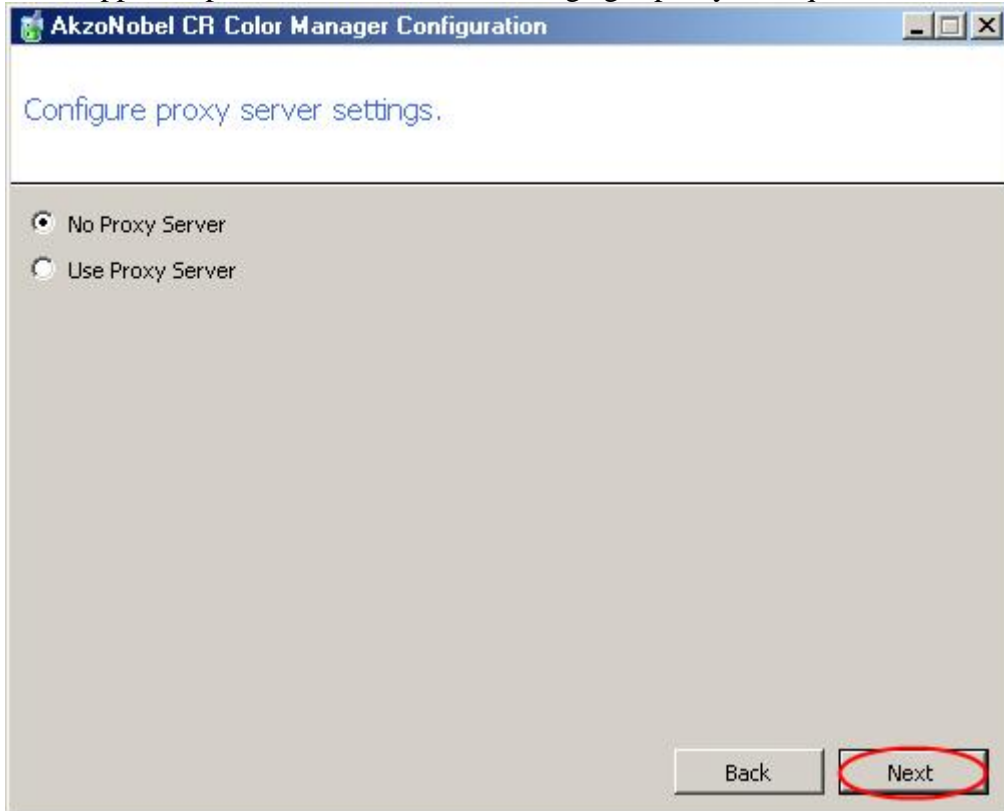 AkzoNobel CR Color Manager Configuration
Configure proxy server settings.
No Proxy Server
Use Proxy Server
Back Next